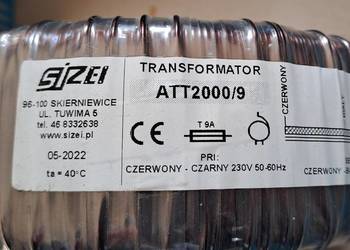 SIZEI
TRANSFORMATOR
ATT2000/9
96-100 SKIERNIEWICE
UL. TUWIMA 5
tel. 46 8332638
www.sizei.pl
05-2022
ta = 40°C
CE
T 9A
PRI:
CZERWONY - CZARNY 230V 50-60Hz
CZERWONY